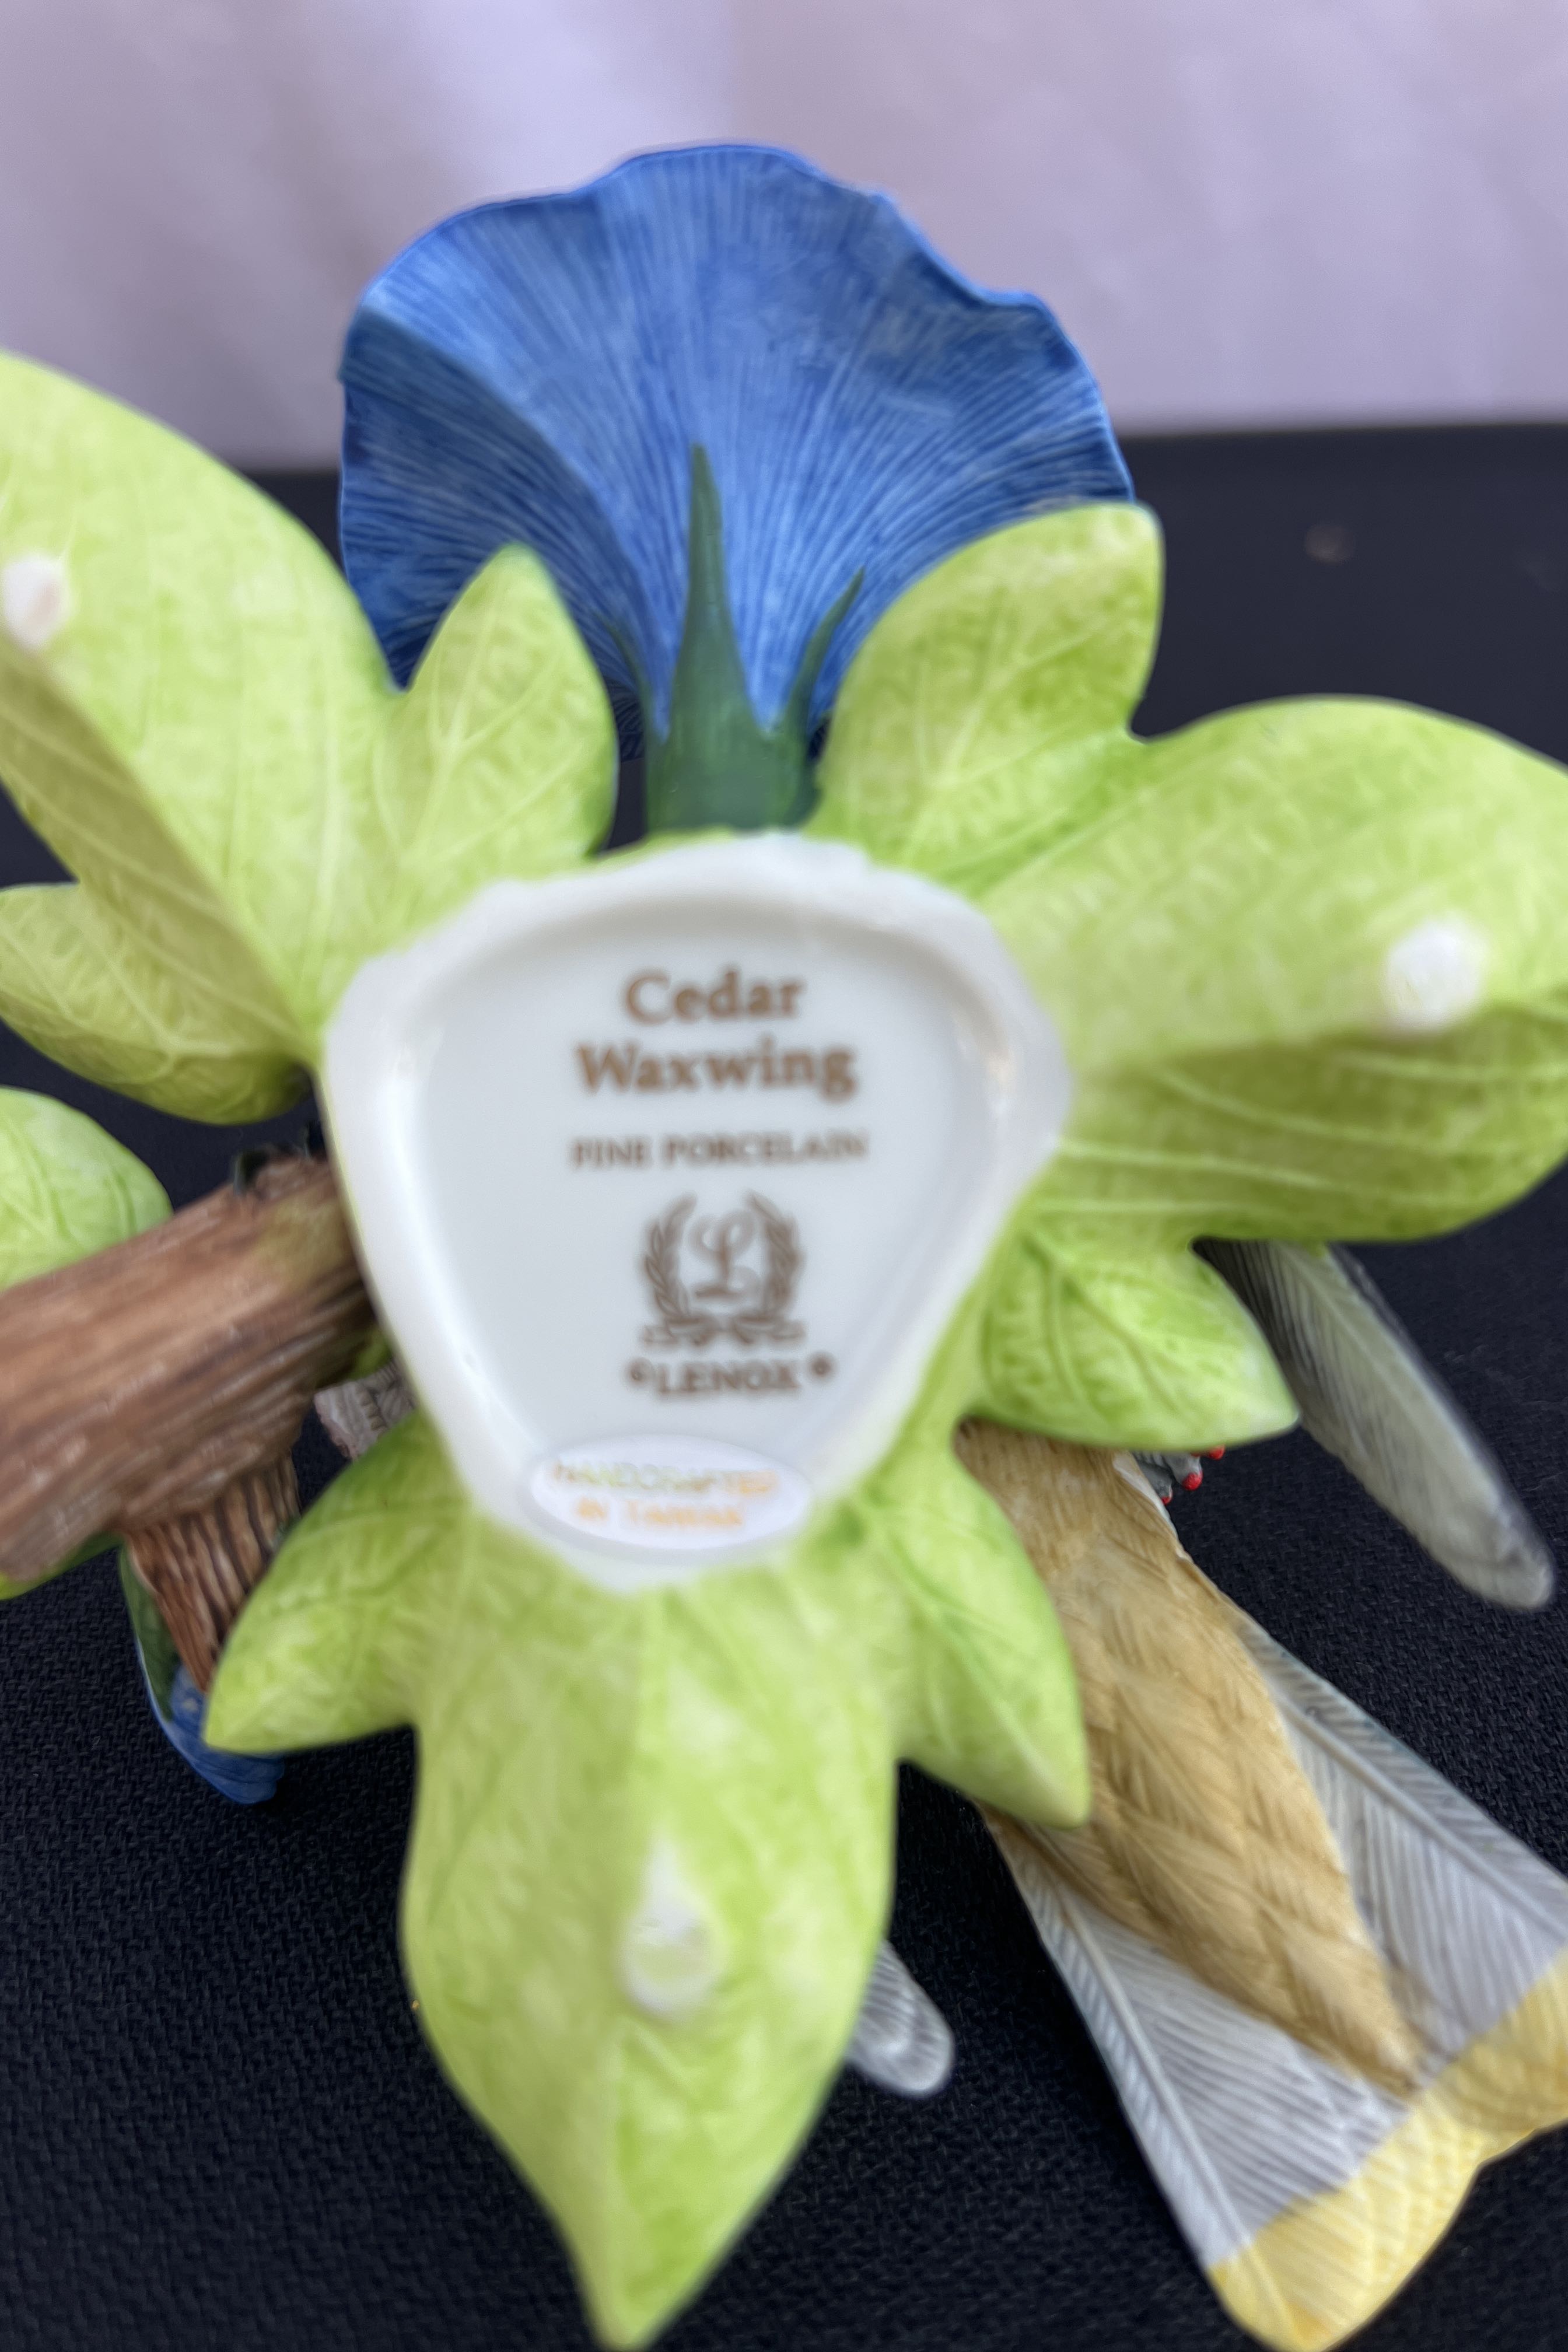 Cedar
Waxwing
FINE PORCELAIN
L
©LENOX®
HANDCRAFTED
IN TAIWAN